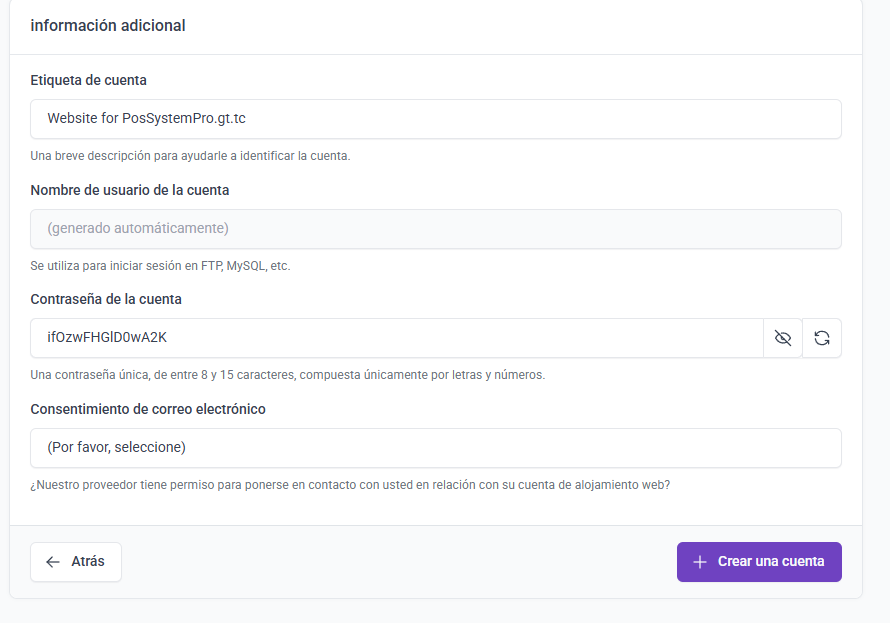 información adicional
Etiqueta de cuenta
Website for PosSystemPro.gt.tc
Una breve descripción para ayudarle a identificar la cuenta.
Nombre de usuario de la cuenta
(generado automáticamente)
Se utiliza para iniciar sesión en FTP, MySQL, etc.
Contraseña de la cuenta
ifOzwFHGlD0wA2K
Una contraseña única, de entre 8 y 15 caracteres, compuesta únicamente por letras y números.
Consentimiento de correo electrónico
(Por favor, seleccione)
¿Nuestro proveedor tiene permiso para ponerse en contacto con usted en relación con su cuenta de alojamiento web?
Atrás
Crear una cuenta